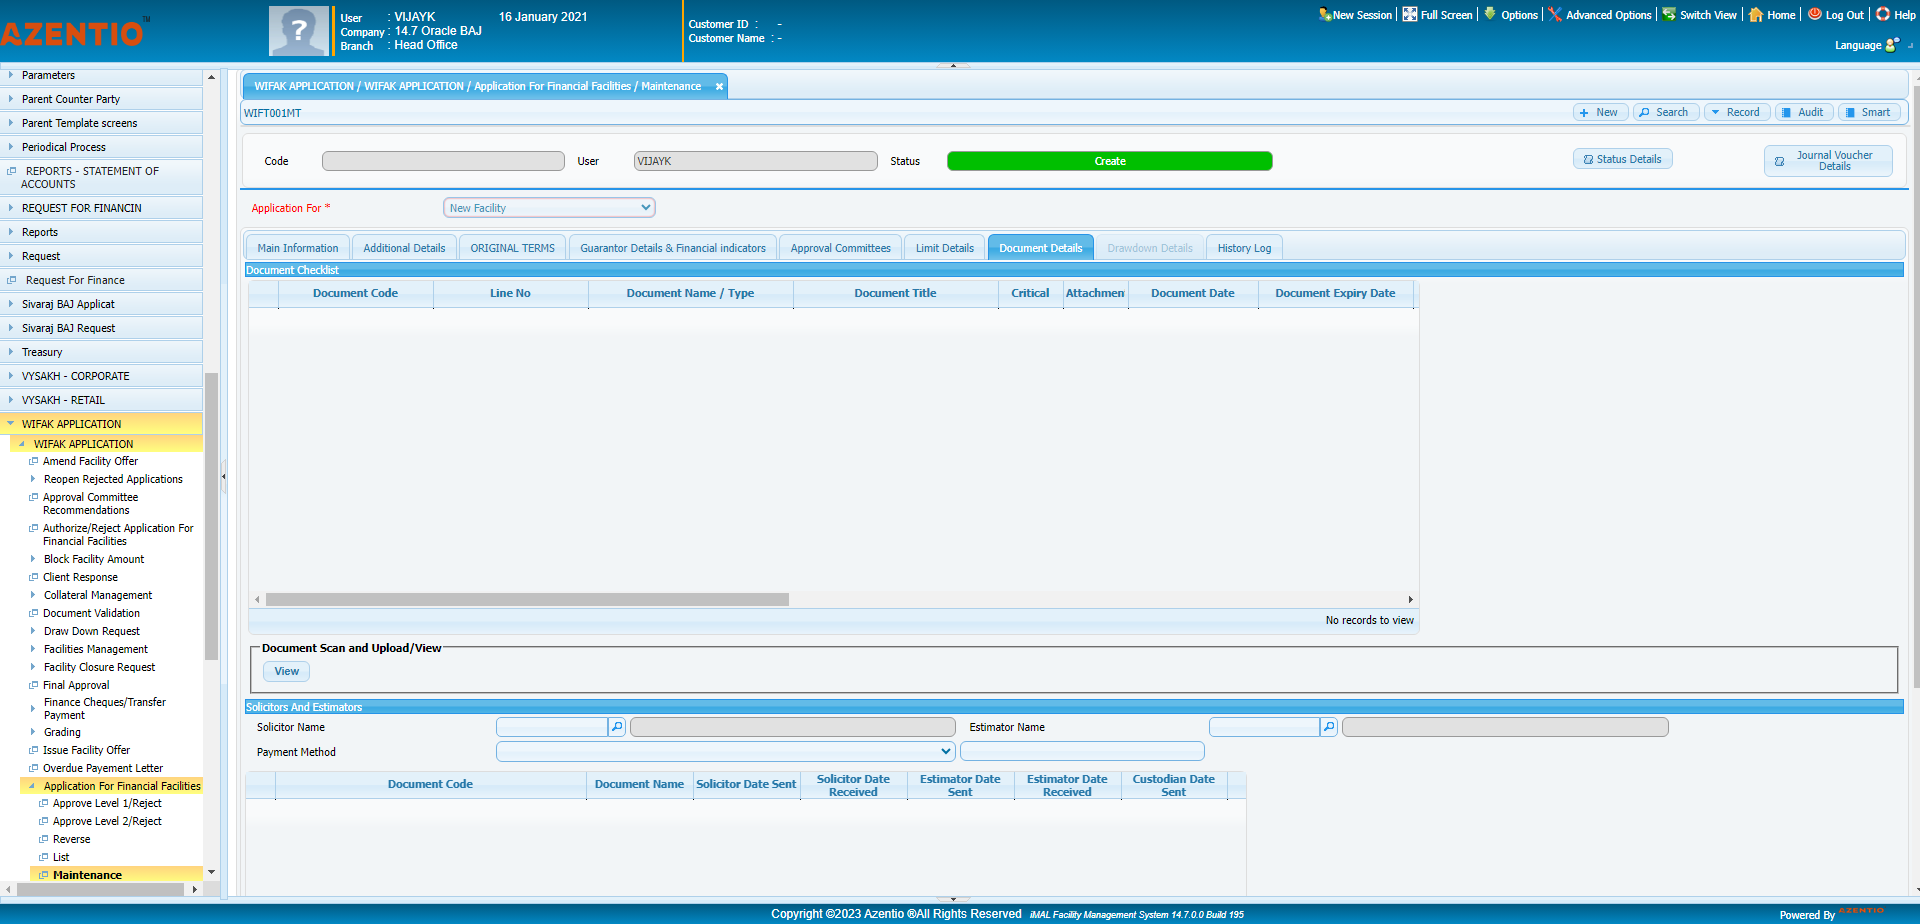 AZENTIO™
User : VIJAYK 16 January 2021
Company : 14.7 Oracle BAJ
Branch : Head Office
Customer ID : -
Customer Name : -
New Session
Full Screen
Options
Advanced Options
Switch View
Home
Log Out
Help
Language
Parameters
Parent Counter Party
Parent Template screens
Periodical Process
REPORTS - STATEMENT OF
ACCOUNTS
REQUEST FOR FINANCIN
Reports
Request
Request For Finance
Sivaraj BAJ Applicat
Sivaraj BAJ Request
Treasury
VYSAKH - CORPORATE
VYSAKH - RETAIL
WIFAK APPLICATION
WIFAK APPLICATION
Amend Facility Offer
Reopen Rejected Applications
Approval Committee
Recommendations
Authorize/Reject Application For
Financial Facilities
Block Facility Amount
Client Response
Collateral Management
Document Validation
Draw Down Request
Facilities Management
Facility Closure Request
Final Approval
Finance Cheques/Transfer
Payment
Grading
Issue Facility Offer
Overdue Payement Letter
Application For Financial Facilities
Approve Level 1/Reject
Approve Level 2/Reject
Reverse
List
Maintenance
WIFAK APPLICATION / WIFAK APPLICATION / Application For Financial Facilities / Maintenance
WIFT001MT
New
Search
Record
Audit
Smart
Code
User VIJAYK
Status Create
Status Details
Journal Voucher
Details
Application For * New Facility
Main Information
Additional Details
ORIGINAL TERMS
Guarantor Details & Financial indicators
Approval Committees
Limit Details
Document Details
Drawdown Details
History Log
Document Checklist
Document Code
Line No
Document Name / Type
Document Title
Critical
Attachmen
Document Date
Document Expiry Date
No records to view
Document Scan and Upload/View
View
Solicitors And Estimators
Solicitor Name
Estimator Name
Payment Method
Document Code
Document Name
Solicitor Date Sent
Solicitor Date
Received
Estimator Date
Sent
Estimator Date
Received
Custodian Date
Sent
Copyright ©2023 Azentio ®All Rights Reserved iMAL Facility Management System 14.7.0.0 Build 195
Powered By AZENTIO